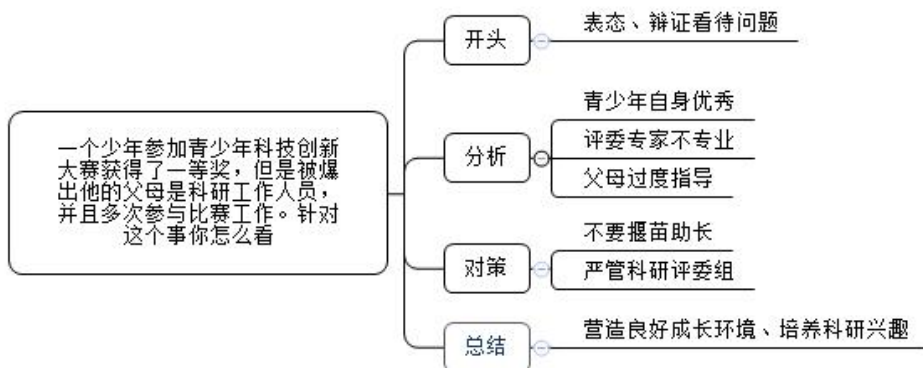 一个少年参加青少年科技创新
大赛获得了一等奖，但是被爆
出他的父母是科研工作人员，
并且多次参与比赛工作。针对
这个事你怎么看
开头
表态、辩证看待问题
分析
青少年自身优秀
评委专家不专业
父母过度指导
对策
不要揠苗助长
严管科研评委组
总结
营造良好成长环境、培养科研兴趣